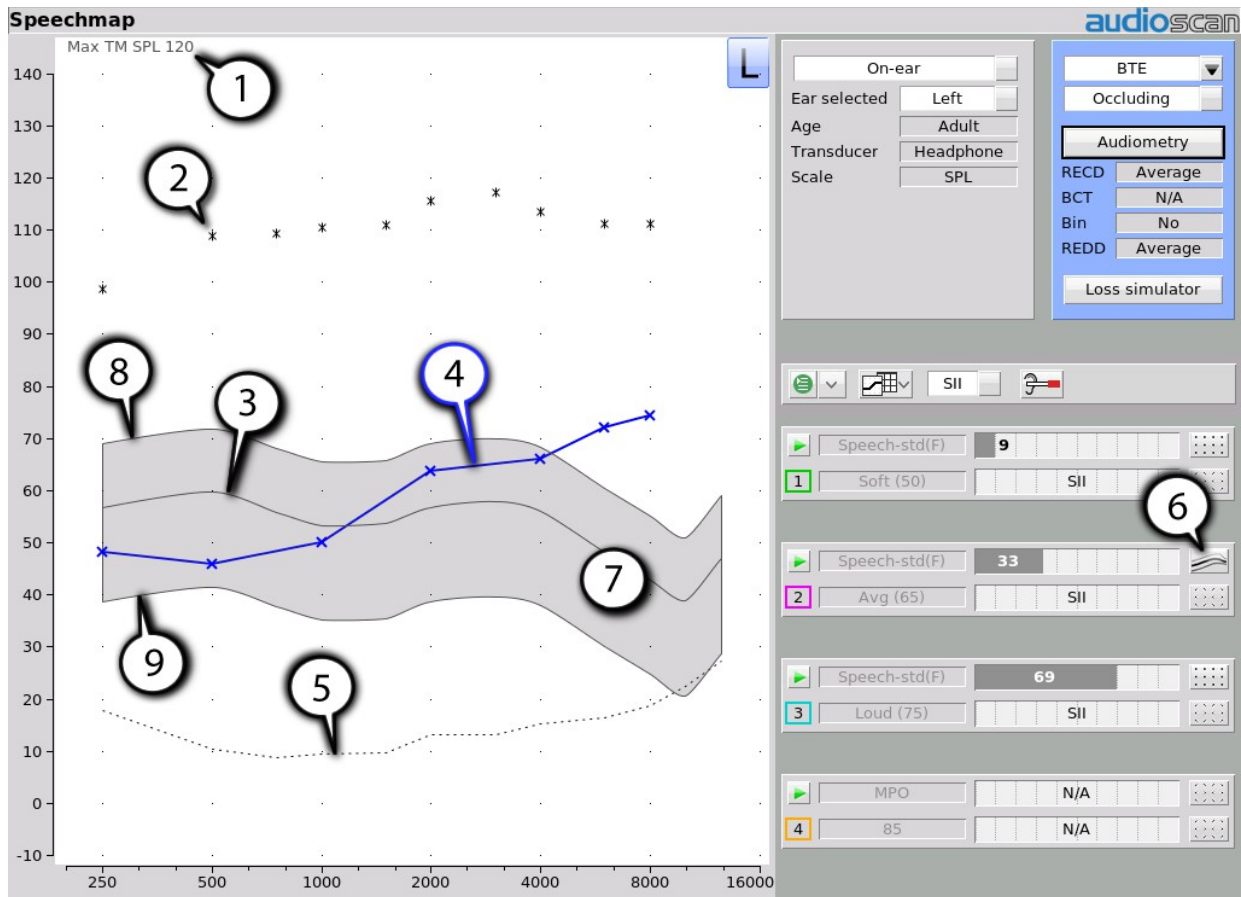 Speechmap
audioscan
Max TM SPL 120
L
140
130
120
110
100
90
80
70
60
50
40
30
20
10
0
-10
250 500 1000 2000 4000 8000 16000
1
2
8
3
4
7
9
5
6
On-ear
Ear selected Left
Age Adult
Transducer Headphone
Scale SPL
BTE
Occluding
Audiometry
RECD Average
BCT N/A
Bin No
REDD Average
Loss simulator
SII
Speech-std(F) 9
1 Soft (50) SII
Speech-std(F) 33
2 Avg (65) SII
Speech-std(F) 69
3 Loud (75) SII
MPO N/A
4 85 N/A